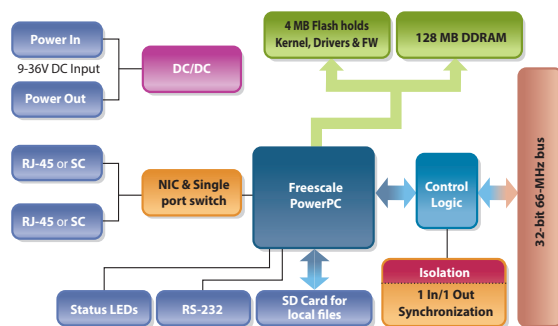 Power In
9-36V DC Input
Power Out
DC/DC
4 MB Flash holds
Kernel, Drivers & FW
128 MB DDRAM
RJ-45 or SC
RJ-45 or SC
NIC & Single
port switch
Freescale
PowerPC
Control
Logic
32-bit 66-MHz bus
Isolation
1 In/1 Out
Synchronization
Status LEDs
RS-232
SD Card for
local files